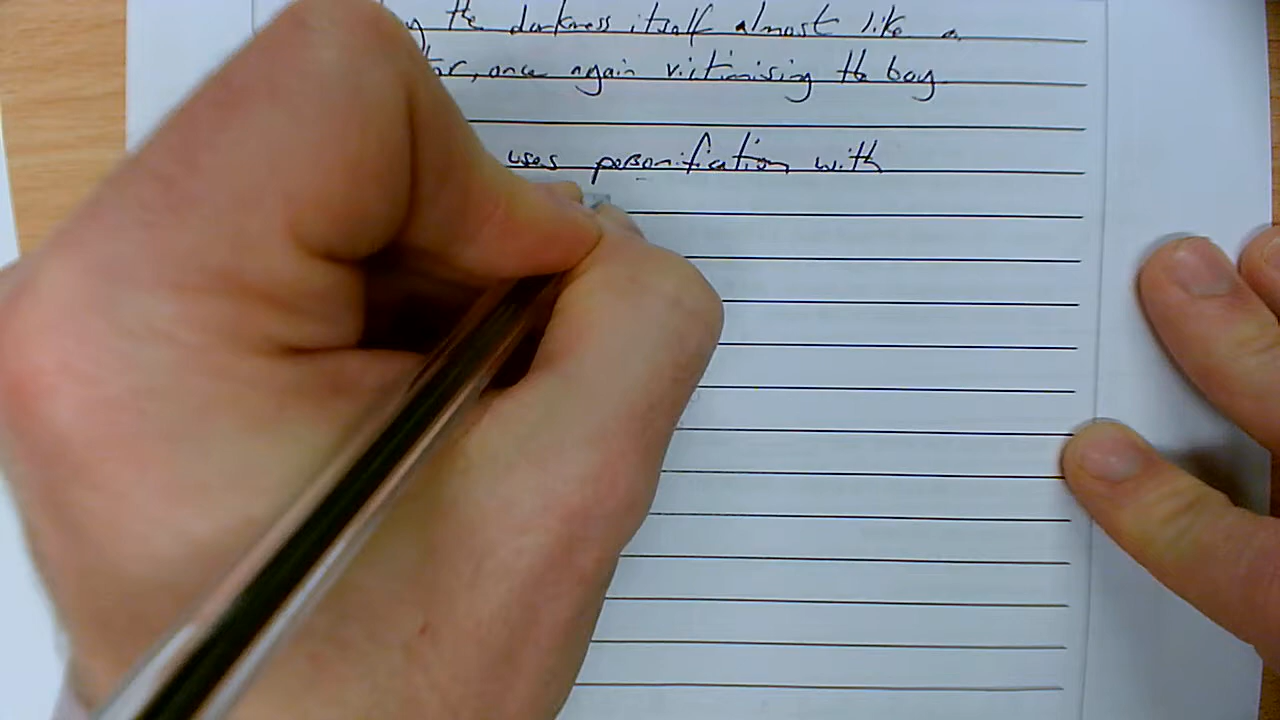 the darkness itself almost like a
once again victimising the boy
uses personification with